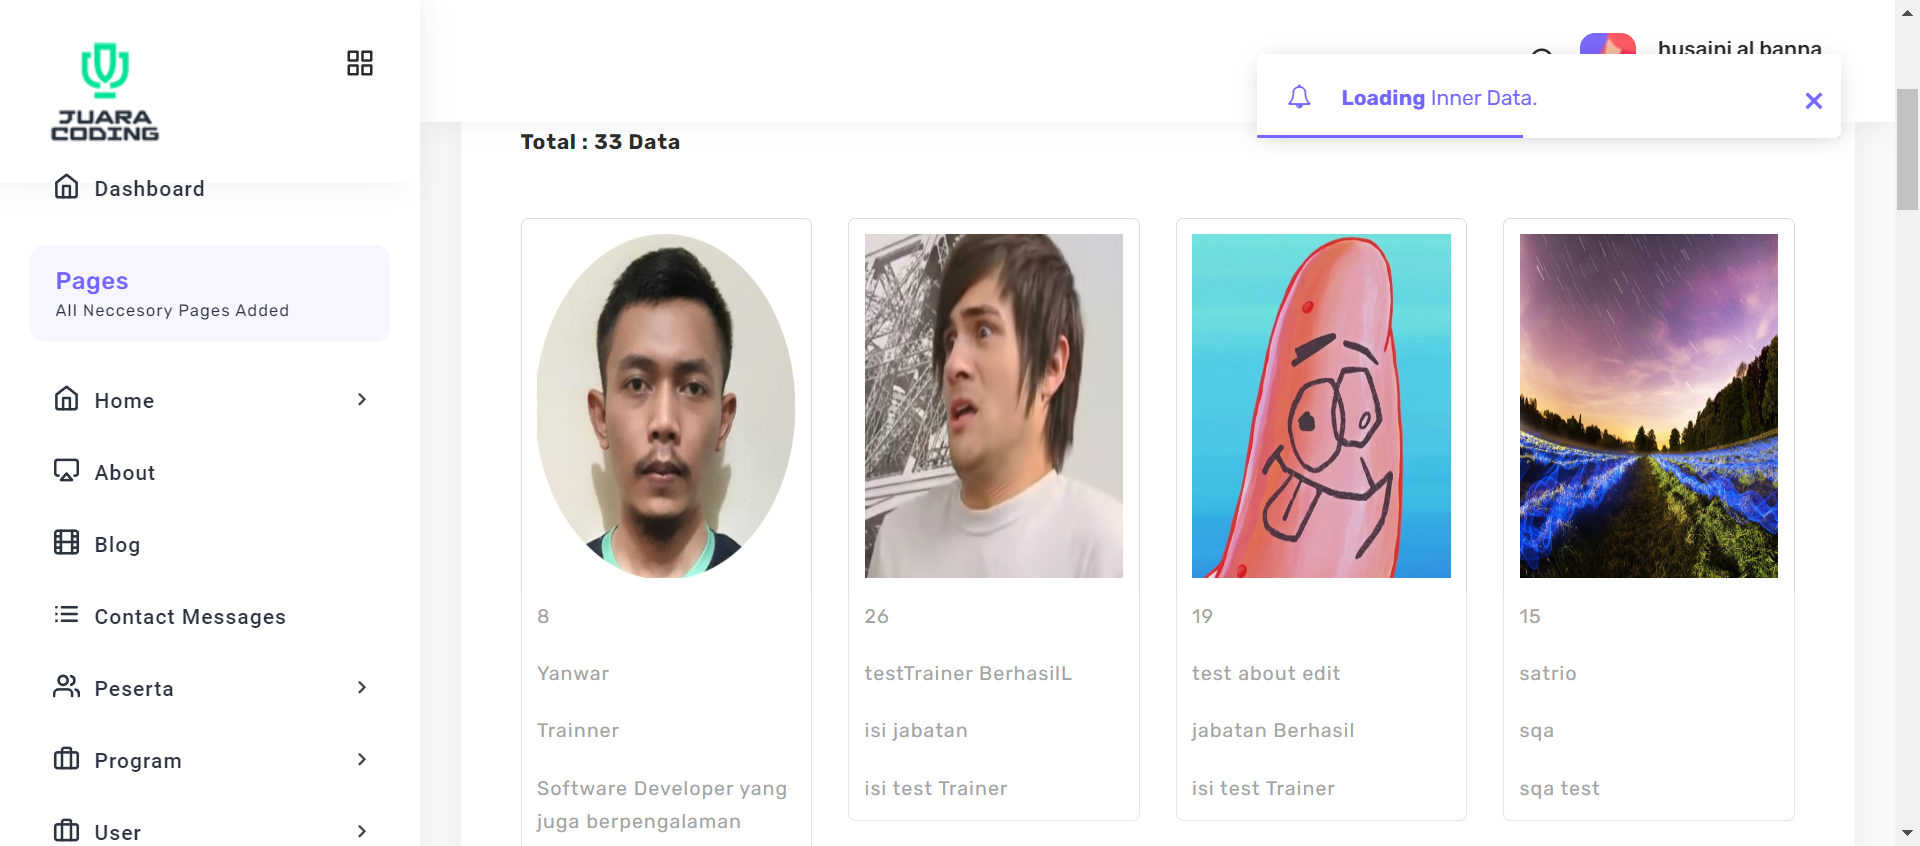 JUARA
CODING
Dashboard
Pages
All Neccesory Pages Added
Home
About
Blog
Contact Messages
Peserta
Program
User
husaini al banna
Loading Inner Data.
Total : 33 Data
8
Yanwar
Trainner
Software Developer yang
juga berpengalaman
26
testTrainer BerhasilL
isi jabatan
isi test Trainer
19
test about edit
jabatan Berhasil
isi test Trainer
15
satrio
sqa
sqa test